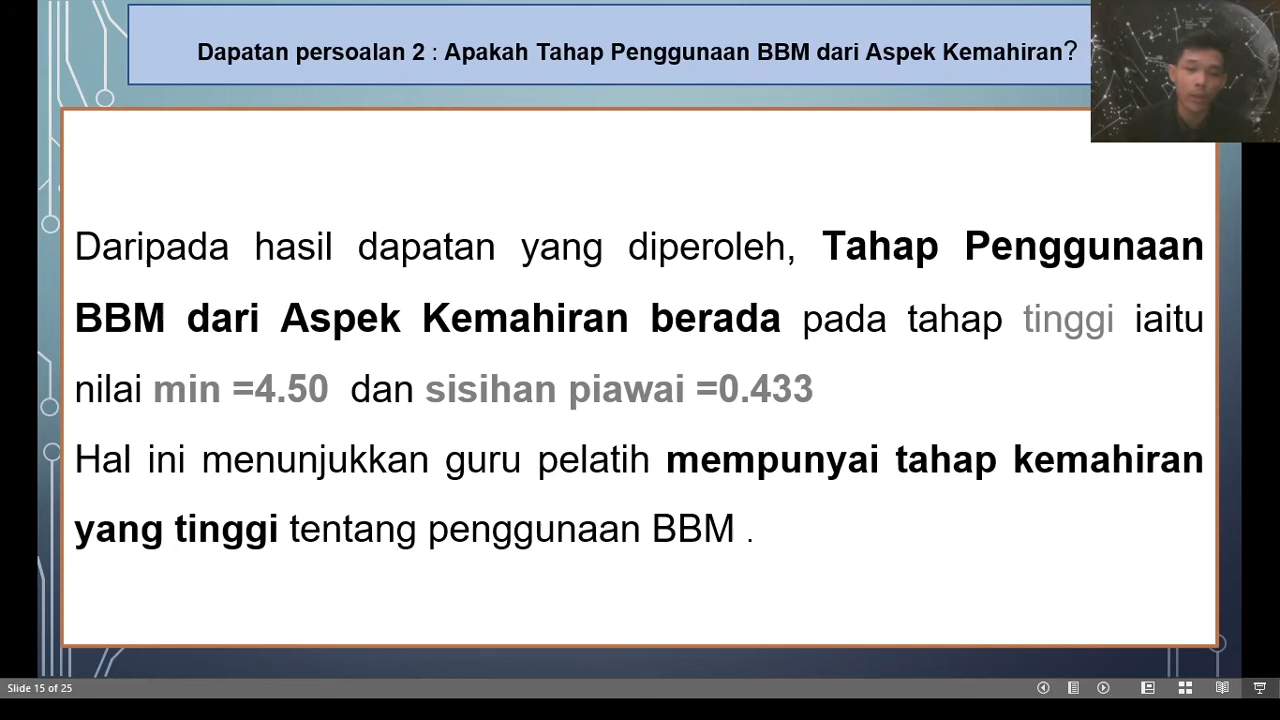 Dapatan persoalan 2 : Apakah Tahap Penggunaan BBM dari Aspek Kemahiran?
Daripada hasil dapatan yang diperoleh, Tahap Penggunaan
BBM dari Aspek Kemahiran berada pada tahap tinggi iaitu
nilai min =4.50 dan sisihan piawai =0.433
Hal ini menunjukkan guru pelatih mempunyai tahap kemahiran
yang tinggi tentang penggunaan BBM .
Slide 15 of 25